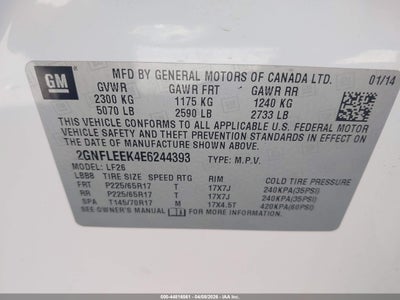 GM
MFD BY GENERAL MOTORS OF CANADA LTD. 01/14
GVWR GAWR FRT GAWR RR
2300 KG 1175 KG 1240 KG
5070 LB 2590 LB 2733 LB
THIS VEHICLE CONFORMS TO ALL APPLICABLE U.S. FEDERAL
MOTOR VEHICLE SAFETY AND THEFT PREVENTION
STANDARDS IN EFFECT ON THE
DATE OF MANUFACTURE SHOWN ABOVE.
2GNFLEEK4E6244393 TYPE: M.P.V.
MODEL: LF26
LBB8 TIRE SIZE SPEED RTG RIM COLD TIRE PRESSURE
FRT P225/65R17 T 17X7J 240KPA(35PSI)
RR P225/65R17 T 17X7J 240KPA(35PSI)
SPA T145/70R17 M 17X4.5T 420KPA(60PSI)
SEE OWNER'S MANUAL FOR ADDITIONAL INFORMATION